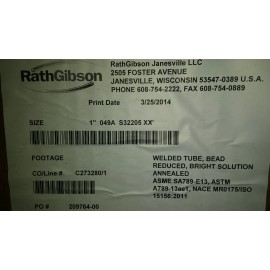 RathGibson Janesville LLC
2505 FOSTER AVENUE
JANESVILLE, WISCONSIN 53547-0389 U.S.A.
PHONE 608-754-2222, FAX 608-754-0889
RathGibson
Print Date 3/25/2014
SIZE 1" 049A S32205 XX'
FOOTAGE
WELDED TUBE, BEAD
REDUCED, BRIGHT SOLUTION
ANNEALED
CO/Line # C273280/1
ASME SA789-E13, ASTM
A789-13ae1, NACE MR0175/ISO
15156:2011
PO # 209764-00